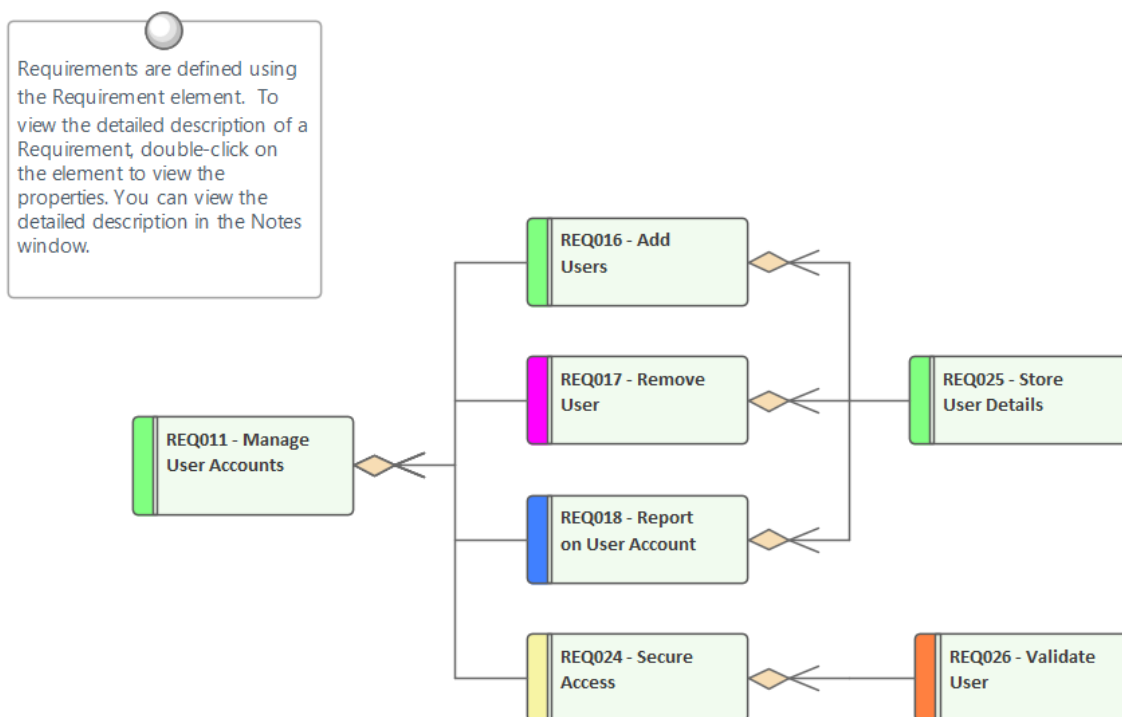 Requirements are defined using
the Requirement element.  To
view the detailed description of a
Requirement, double-click on
the element to view the
properties. You can view the
detailed description in the Notes
window.
REQ016 - Add
Users
REQ017 - Remove
User
REQ025 - Store
User Details
REQ011 - Manage
User Accounts
REQ018 - Report
on User Account
REQ024 - Secure
Access
REQ026 - Validate
User